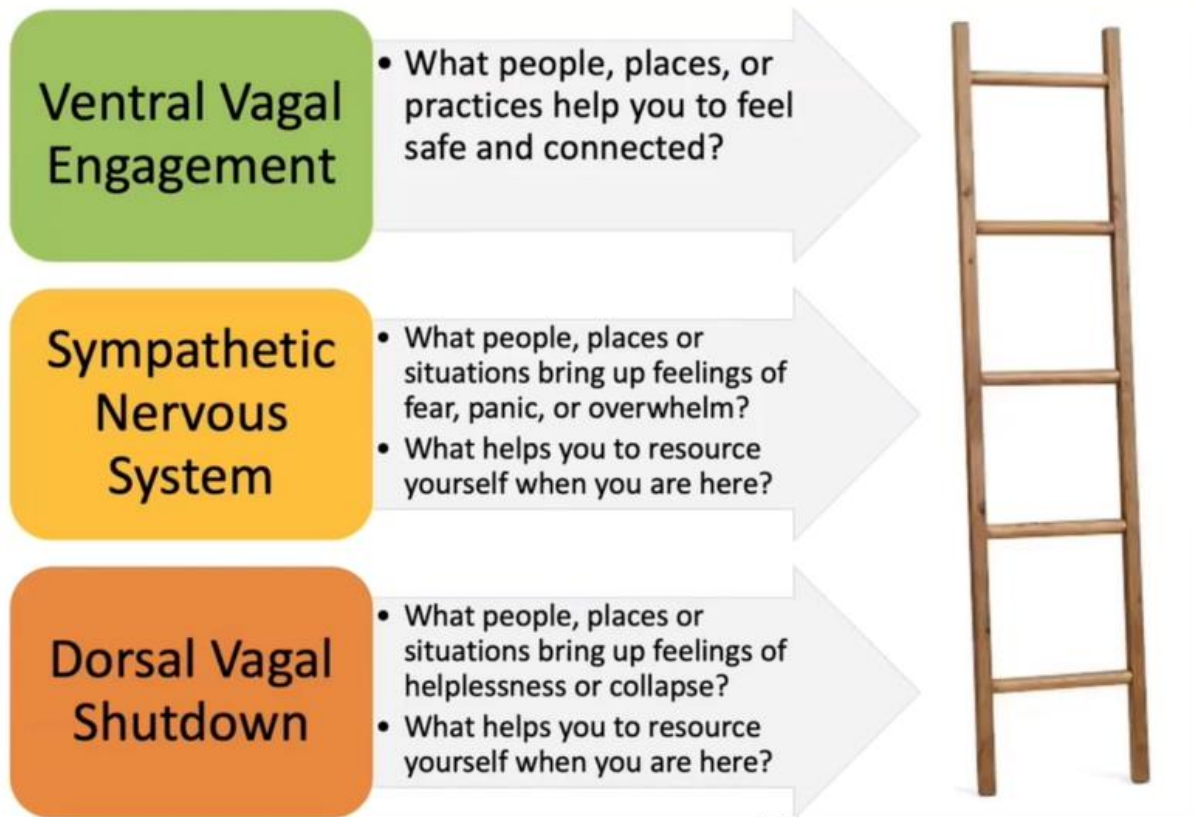 Ventral Vagal
Engagement
• What people, places, or
practices help you to feel
safe and connected?
Sympathetic
Nervous
System
• What people, places or
situations bring up feelings of
fear, panic, or overwhelm?
• What helps you to resource
yourself when you are here?
Dorsal Vagal
Shutdown
• What people, places or
situations bring up feelings of
helplessness or collapse?
• What helps you to resource
yourself when you are here?